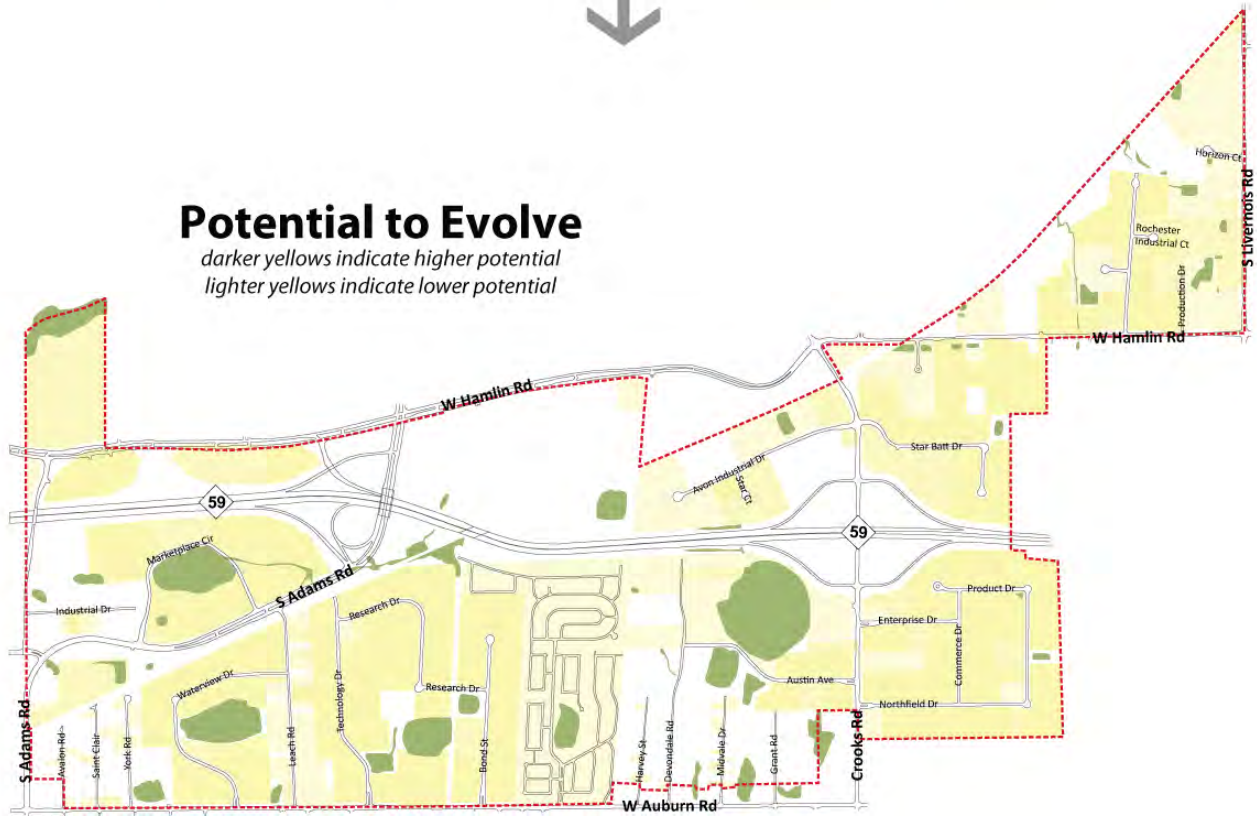 Potential to Evolve
darker yellows indicate higher potential
lighter yellows indicate lower potential
Horizon Ct
S Livernois Rd
Rochester
Industrial Ct
Production Dr
W Hamlin Rd
W Hamlin Rd
Star Batt Dr
Avon Industrial Dr
Star Ct
59
59
Marketplace Cir
S Adams Rd
Industrial Dr
Research Dr
Product Dr
Enterprise Dr
Commerce Dr
Waterview Dr
Technology Dr
Research Dr
Austin Ave
Northfield Dr
S Adams Rd
Avalon Rd
Saint Clair
York Rd
Leach Rd
Bond St
Harvey St
Devondale Rd
Midvale Dr
Grant Rd
Crooks Rd
W Auburn Rd